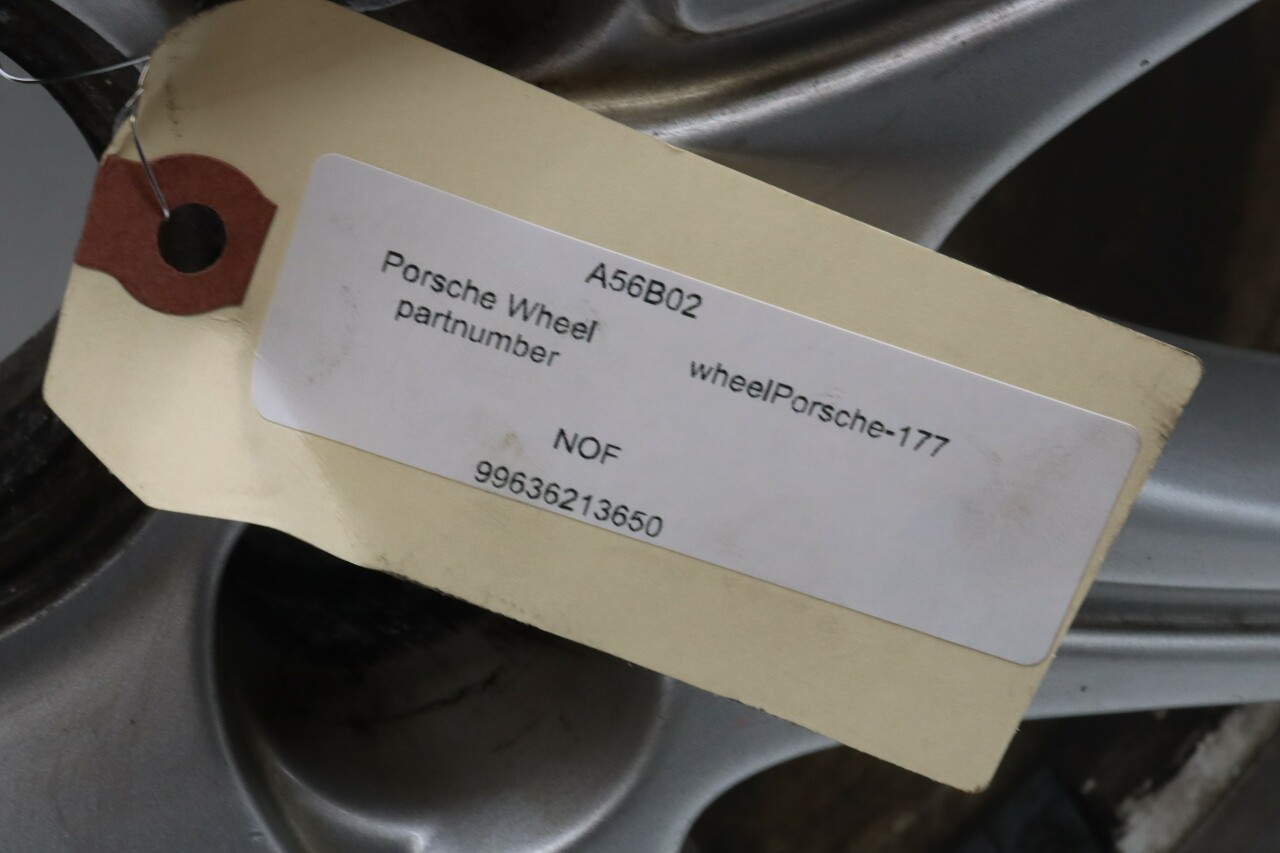 A56B02
Porsche Wheel
partnumber
wheelPorsche-177
NOF
99636213650